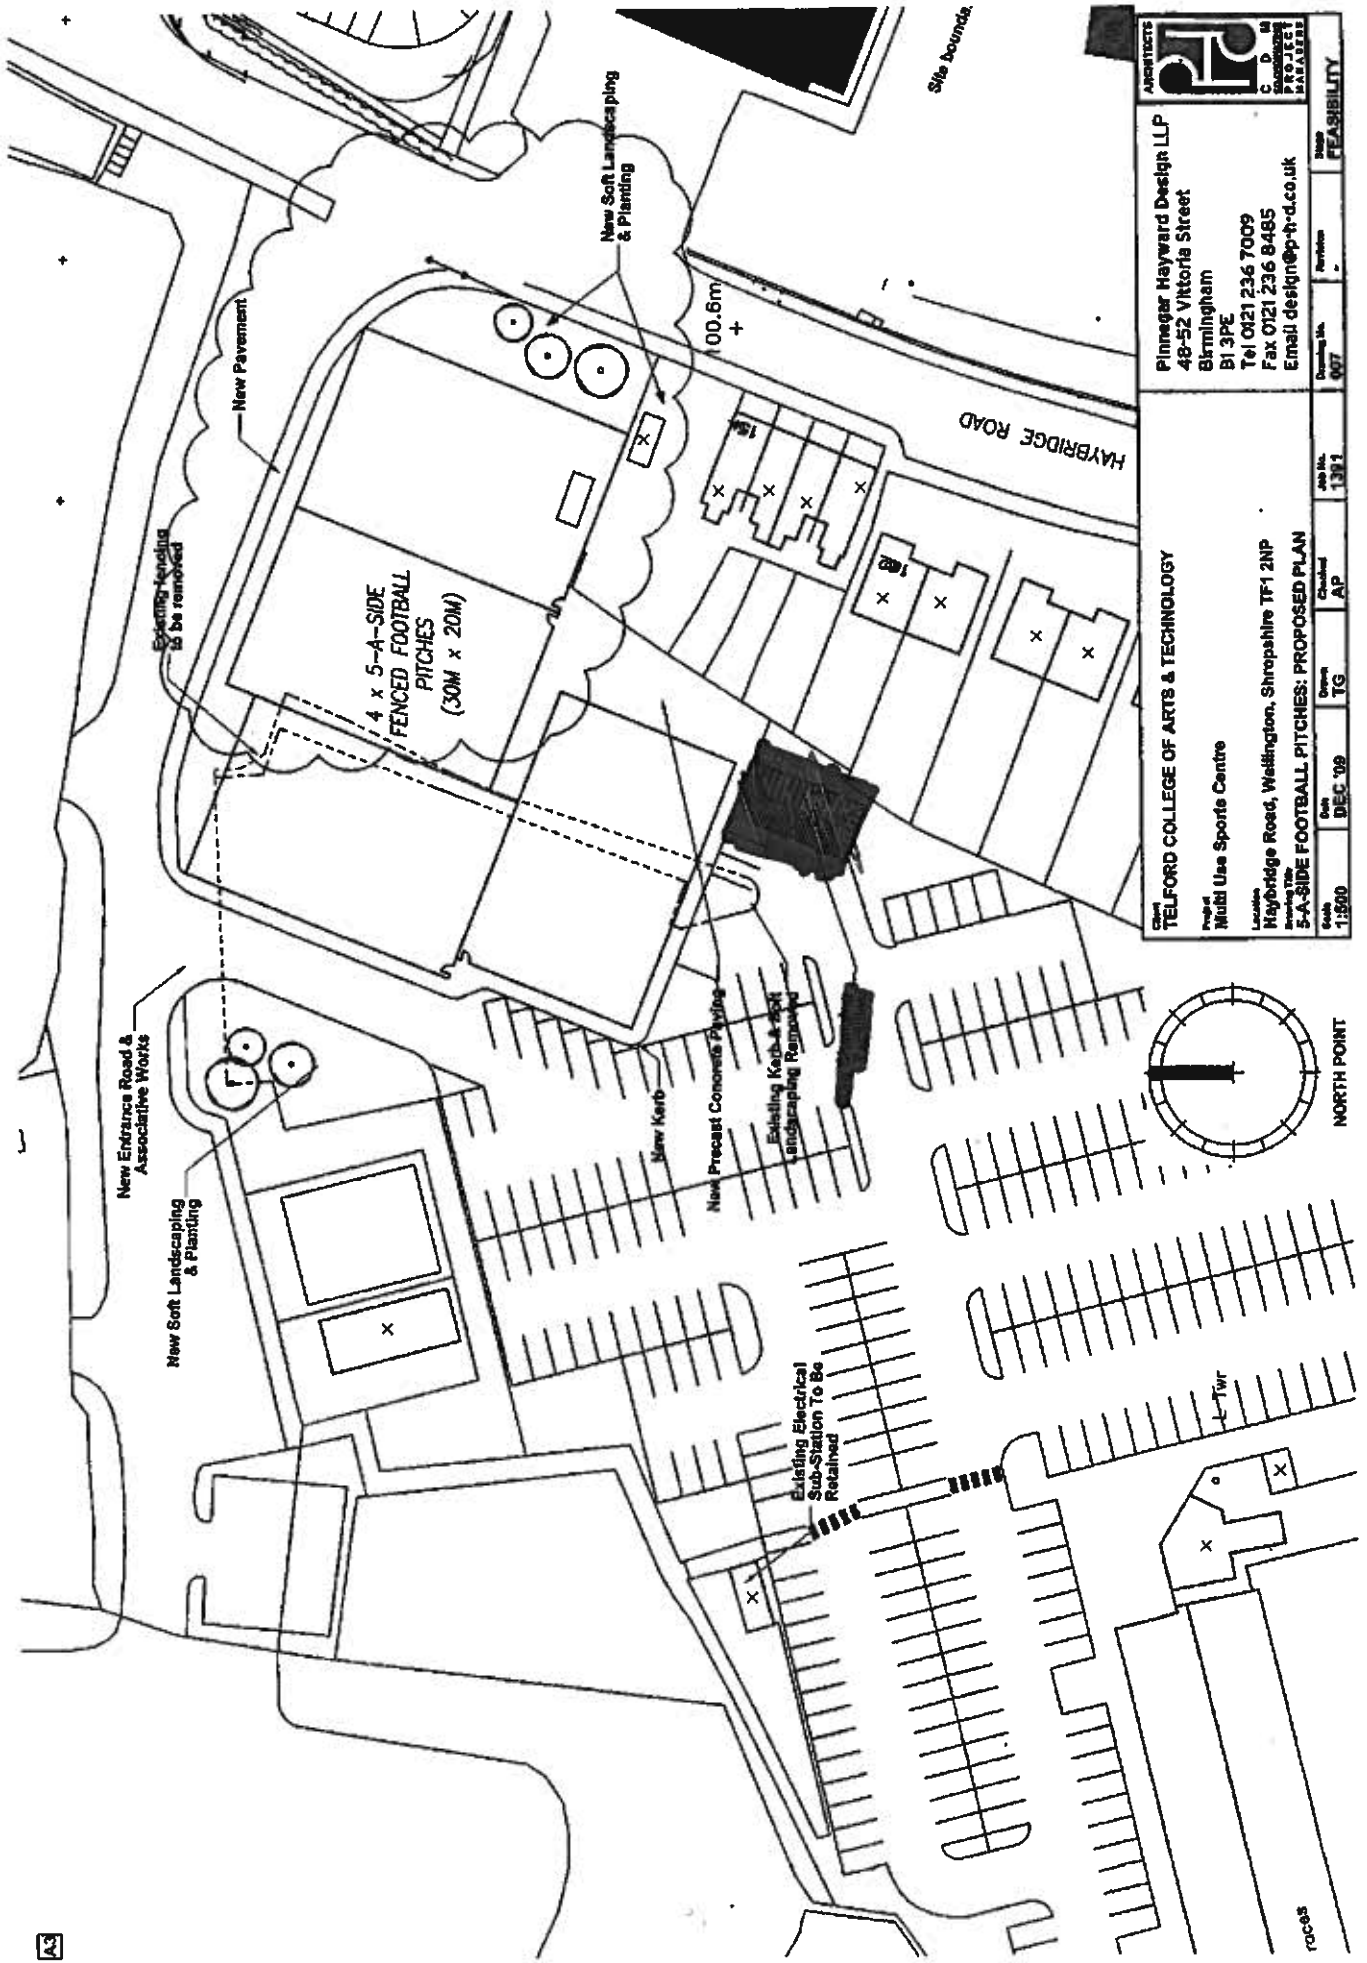 A3
New Entrance Road &
Associative Works
New Soft Landscaping
& Planting
Existing fencing
to be removed
New Pavement
New Soft Landscaping
& Planting
4 x 5-A-SIDE
FENCED FOOTBALL
PITCHES
(30M x 20M)
Site bounda
HAYBRIDGE ROAD
New Kerb
New Precast Concrete Paving
Existing Kerb & Soft
Landscaping Removed
Existing Electrical
Sub-Station To Be
Retained
L Twr
races
NORTH POINT
Client
TELFORD COLLEGE OF ARTS & TECHNOLOGY
Project
Multi Use Sports Centre
Location
Haybridge Road, Wellington, Shropshire TF1 2NP
Drawing Title
5-A-SIDE FOOTBALL PITCHES: PROPOSED PLAN
Scale
1:500
Date
DEC '09
Drawn
TG
Checked
AP
Job No.
1391
Drawing No.
007
Revision
-
Stage
FEASIBILITY
Pinnegar Hayward Design LLP
48-52 Vittoria Street
Birmingham
B1 3PE
Tel 0121 236 7009
Fax 0121 236 8485
Email design@p-h-d.co.uk
ARCHITECTS
C D M
PROJECT
MANAGERS